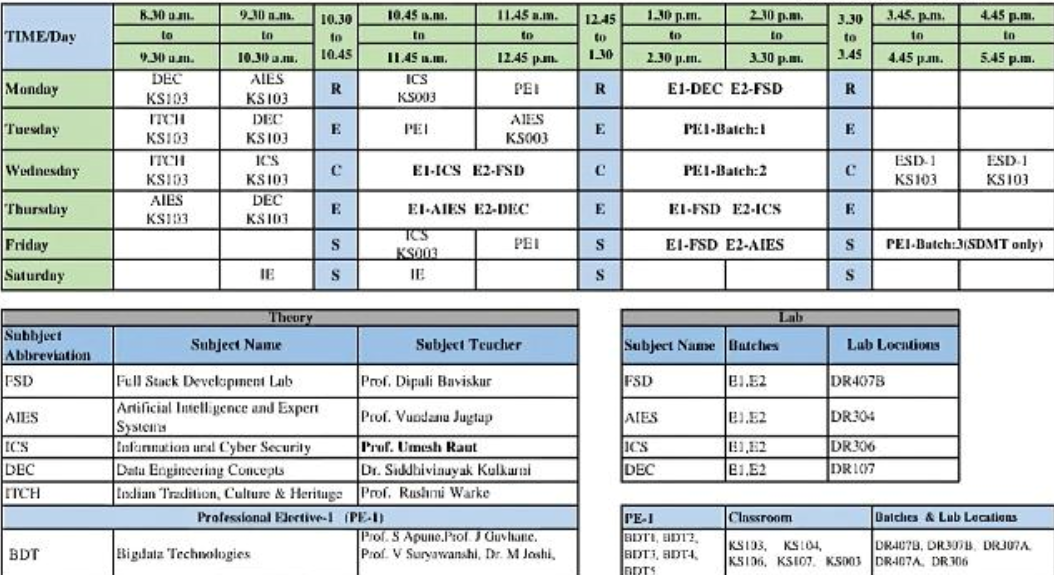 TIME/Day 8.30 a.m. to 9.30 a.m. 9.30 a.m. to 10.30 a.m. 10.30 to 10.45 10.45 a.m. to 11.45 a.m. 11.45 a.m. to 12.45 p.m. 12.45 to 1.30 1.30 p.m. to 2.30 p.m. 2.30 p.m. to 3.30 p.m. 3.30 to 3.45 3.45. p.m. to 4.45 p.m. 4.45 p.m. to 5.45 p.m.
Monday DEC KS103 AIES KS103 R ICS KS003 PE1 R E1-DEC E2-FSD R
Tuesday ITCH KS103 DEC KS103 E PE1 AIES KS003 E PE1-Batch:1 E
Wednesday ITCH KS103 ICS KS103 C E1-ICS E2-FSD C PE1-Batch:2 C ESD-1 KS103 ESD-1 KS103
Thursday AIES KS103 DEC KS103 E E1-AIES E2-DEC E E1-FSD E2-ICS E
Friday S ICS KS003 PE1 S E1-FSD E2-AIES S PE1-Batch:3(SDMT only)
Saturday IE S IE S S
Theory
Subbject Abbreviation Subject Name Subject Teacher
FSD Full Stack Development Lab Prof. Dipali Baviskar
AIES Artificial Intelligence and Expert Systems Prof. Vandana Jagtap
ICS Information and Cyber Security Prof. Umesh Raut
DEC Data Engineering Concepts Dr. Siddhivinayak Kulkarni
ITCH Indian Tradition, Culture & Heritage Prof. Rashmi Warke
Professional Elective-1 (PE-1)
BDT Bigdata Technologies Prof. S Apune,Prof. J Gavhane, Prof. V Suryawanshi, Dr. M Joshi,
Lab
Subject Name Batches Lab Locations
FSD E1,E2 DR407B
AIES E1,E2 DR304
ICS E1,E2 DR306
DEC E1,E2 DR107
PE-1 Classroom Batches & Lab Locations
BDT1, BDT2, BDT3, BDT4, BDT5 KS103, KS104, KS106, KS107, KS003 DR407B, DR307B, DR307A, DR407A, DR306